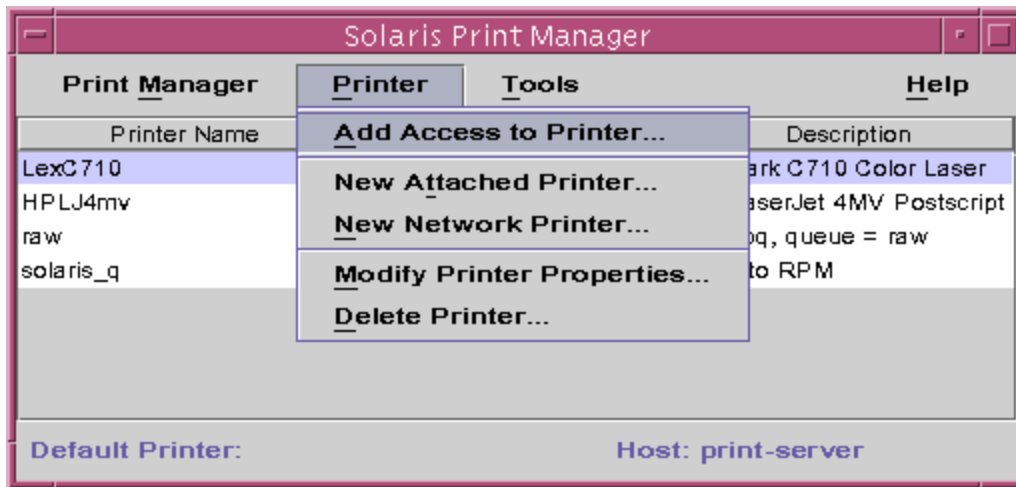 Solaris Print Manager
Print Manager Printer Tools Help
Printer Name Description
Add Access to Printer...
New Attached Printer...
New Network Printer...
Modify Printer Properties...
Delete Printer...
LexC710 C710 Color Laser
HPLJ4mv 4MV Postscript
raw queue = raw
solaris_q to RPM
Default Printer: Host: print-server